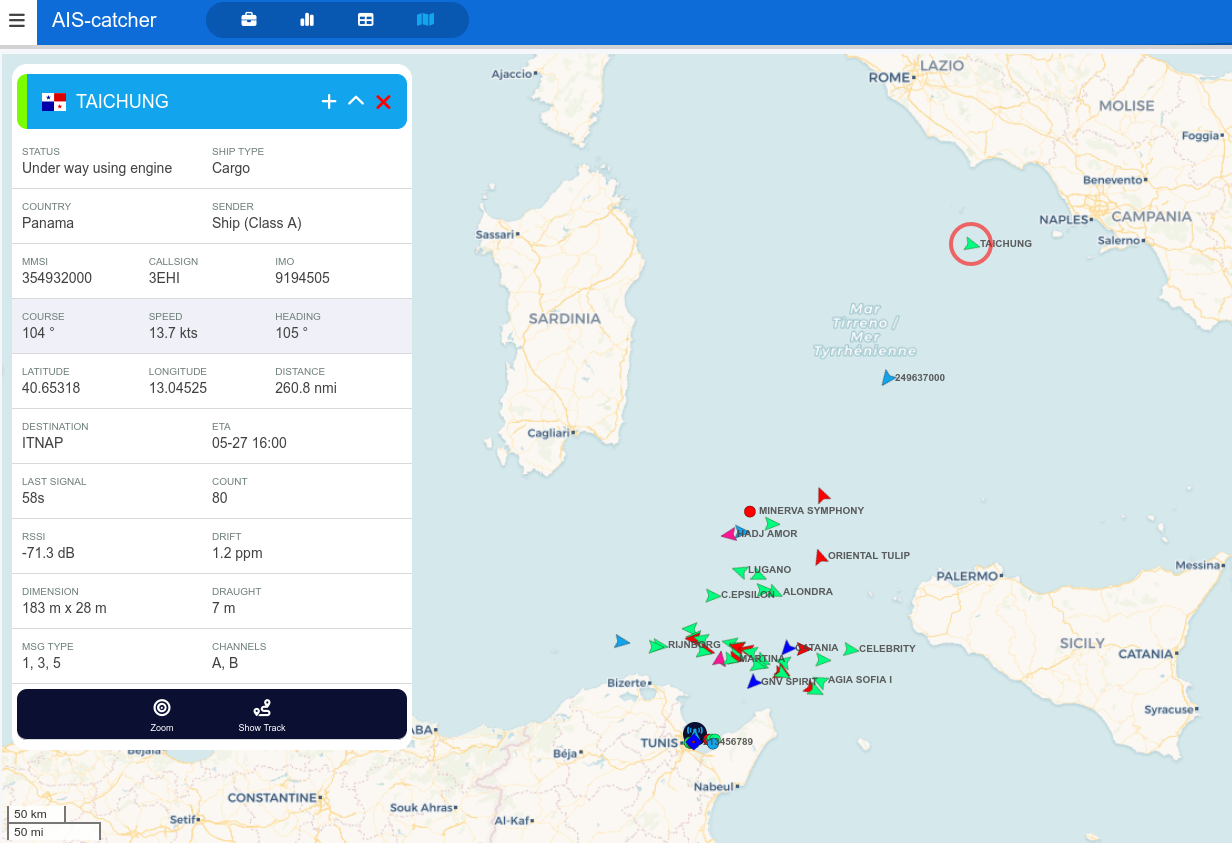 AIS-catcher
TAICHUNG
STATUS SHIP TYPE
Under way using engine Cargo
COUNTRY SENDER
Panama Ship (Class A)
MMSI CALLSIGN IMO
354932000 3EHI 9194505
COURSE SPEED HEADING
104 ° 13.7 kts 105 °
LATITUDE LONGITUDE DISTANCE
40.65318 13.04525 260.8 nmi
DESTINATION ETA
ITNAP 05-27 16:00
LAST SIGNAL COUNT
58s 80
RSSI DRIFT
-71.3 dB 1.2 ppm
DIMENSION DRAUGHT
183 m x 28 m 7 m
MSG TYPE CHANNELS
1, 3, 5 A, B
Zoom Show Track
Ajaccio
LAZIO
ROME
MOLISE
Foggia
Benevento
NAPLES CAMPANIA
Sassari
Salerno
TAICHUNG
SARDINIA
Mar
Tirreno /
Mer
Tyrrhénienne
249637000
Cagliari
MINERVA SYMPHONY
HADJ AMOR
ORIENTAL TULIP
LUGANO
Messina
PALERMO
C.EPSILON ALONDRA
RIJNBORG
CATANIA CELEBRITY
SICILY
MARTINA
CATANIA
GNV SPIRIT AGIA SOFIA I
Bizerte
Syracuse
ABA
TUNIS
13456789
Bejaia
Béja
Nabeul
CONSTANTINE
Souk Ahras
Setif
Al-Kaf
50 km
50 mi